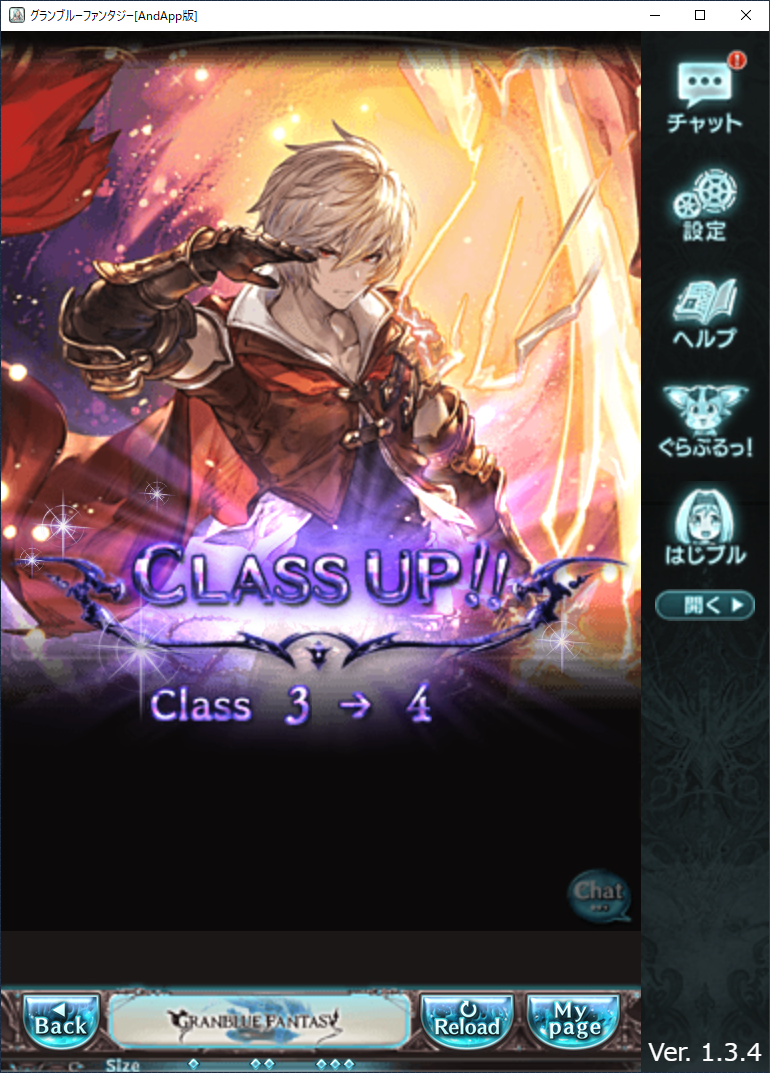 グランブルーファンタジー[AndApp版]
チャット
設定
ヘルプ
ぐらぶるっ!
はじブル
開く
CLASS UP!!
Class 3 → 4
Chat
Back
GRANBLUE FANTASY
Reload
My page
Size
Ver. 1.3.4